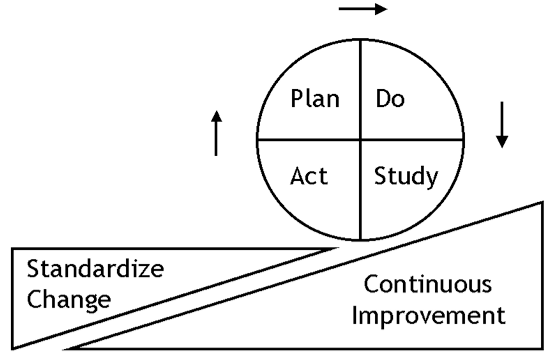 Plan
Do
Act
Study
Standardize
Change
Continuous
Improvement